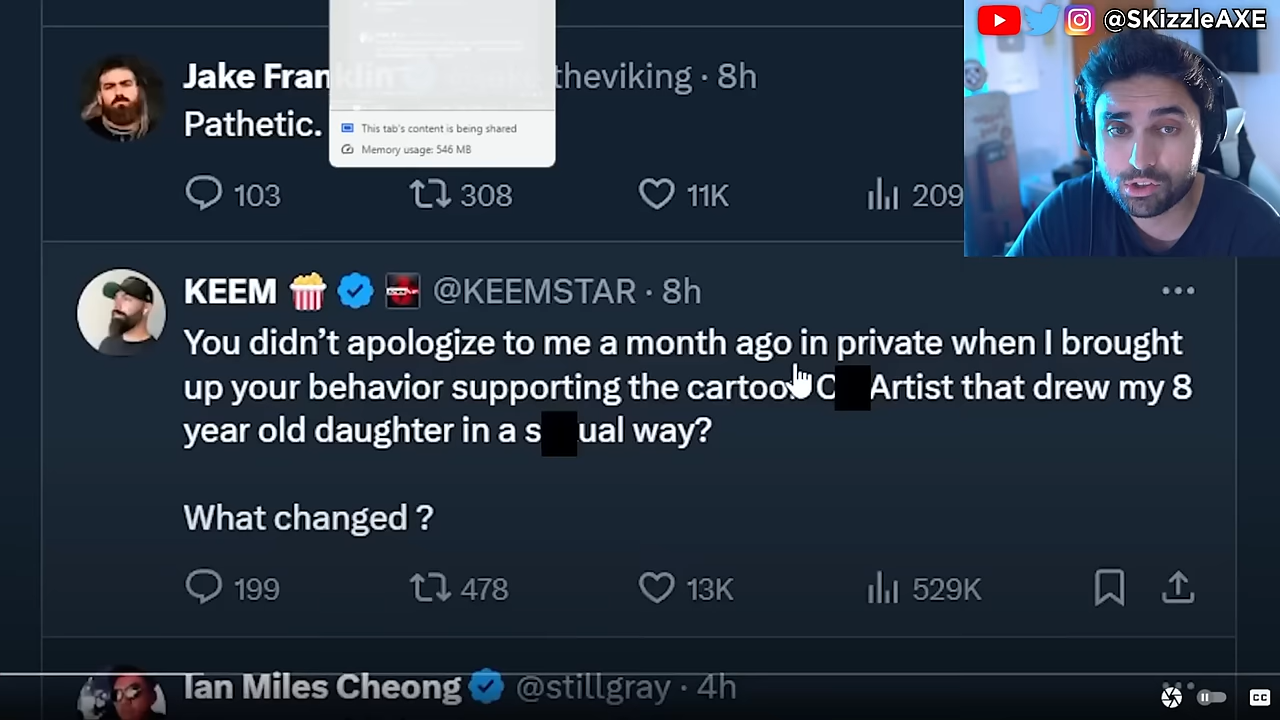 @SKizzleAXE
Jake Franklin theviking · 8h
Pathetic.
This tab's content is being shared
Memory usage: 546 MB
103 308 11K 209
KEEM @KEEMSTAR · 8h
You didn’t apologize to me a month ago in private when I brought
up your behavior supporting the cartoon C Artist that drew my 8
year old daughter in a s ual way?
What changed ?
199 478 13K 529K
Ian Miles Cheong @stillgray · 4h
CC